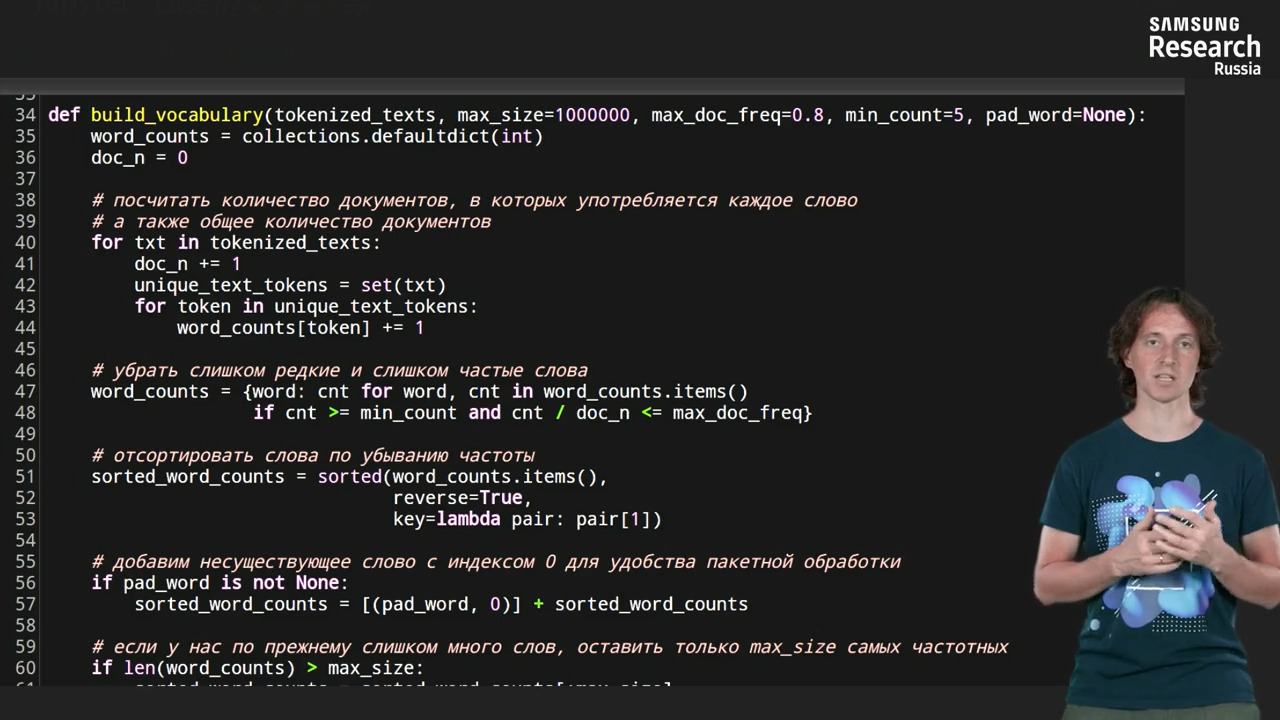 SAMSUNG
Research
Russia
34 def build_vocabulary(tokenized_texts, max_size=1000000, max_doc_freq=0.8, min_count=5, pad_word=None):
35 word_counts = collections.defaultdict(int)
36 doc_n = 0
37
38 # посчитать количество документов, в которых употребляется каждое слово
39 # а также общее количество документов
40 for txt in tokenized_texts:
41 doc_n += 1
42 unique_text_tokens = set(txt)
43 for token in unique_text_tokens:
44 word_counts[token] += 1
45
46 # убрать слишком редкие и слишком частые слова
47 word_counts = {word: cnt for word, cnt in word_counts.items()
48 if cnt >= min_count and cnt / doc_n <= max_doc_freq}
49
50 # отсортировать слова по убыванию частоты
51 sorted_word_counts = sorted(word_counts.items(),
52 reverse=True,
53 key=lambda pair: pair[1])
54
55 # добавим несуществующее слово с индексом 0 для удобства пакетной обработки
56 if pad_word is not None:
57 sorted_word_counts = [(pad_word, 0)] + sorted_word_counts
58
59 # если у нас по прежнему слишком много слов, оставить только max_size самых частотных
60 if len(word_counts) > max_size: